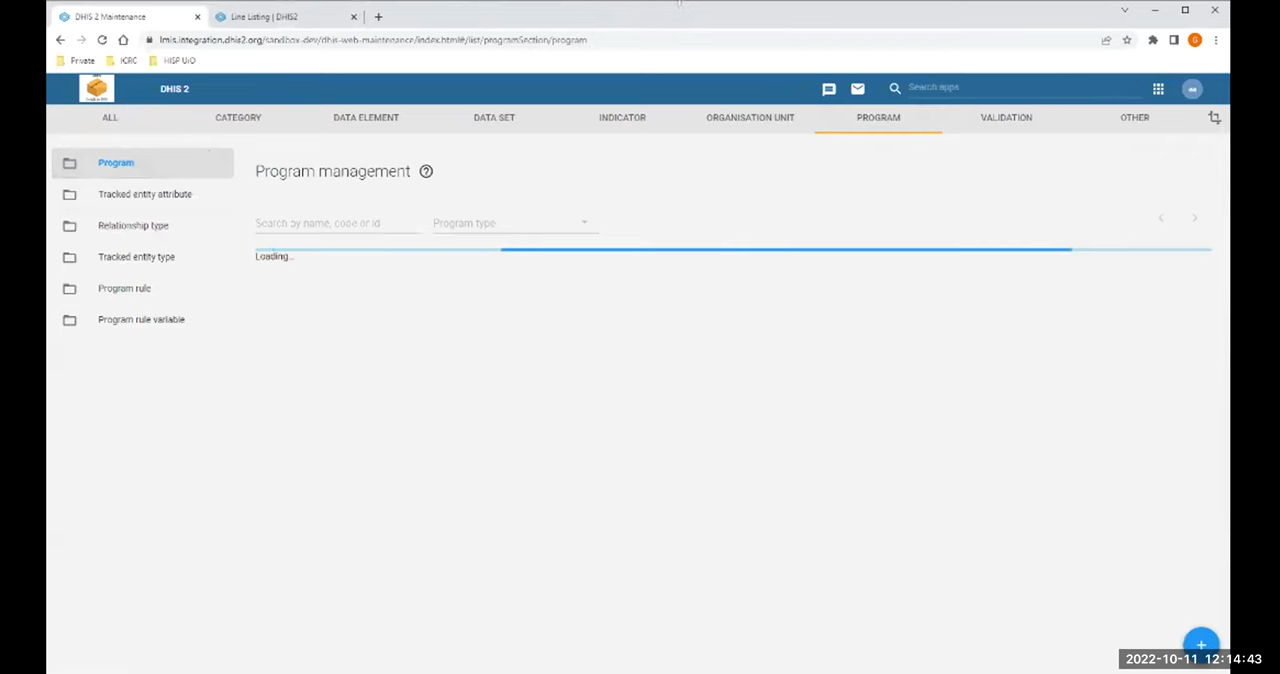 DHIS 2 Maintenance
Line Listing | DHIS2
lmis.integration.dhis2.org/sandbox-dev/dhis-web-maintenance/index.html#/list/programSection/program
Private
ICRC
HISP UiO
G
DHIS 2
Search apps
ALL
CATEGORY
DATA ELEMENT
DATA SET
INDICATOR
ORGANISATION UNIT
PROGRAM
VALIDATION
OTHER
Program
Tracked entity attribute
Relationship type
Tracked entity type
Program rule
Program rule variable
Program management
Search by name, code or id
Program type
Loading...
2022-10-11 12:14:43